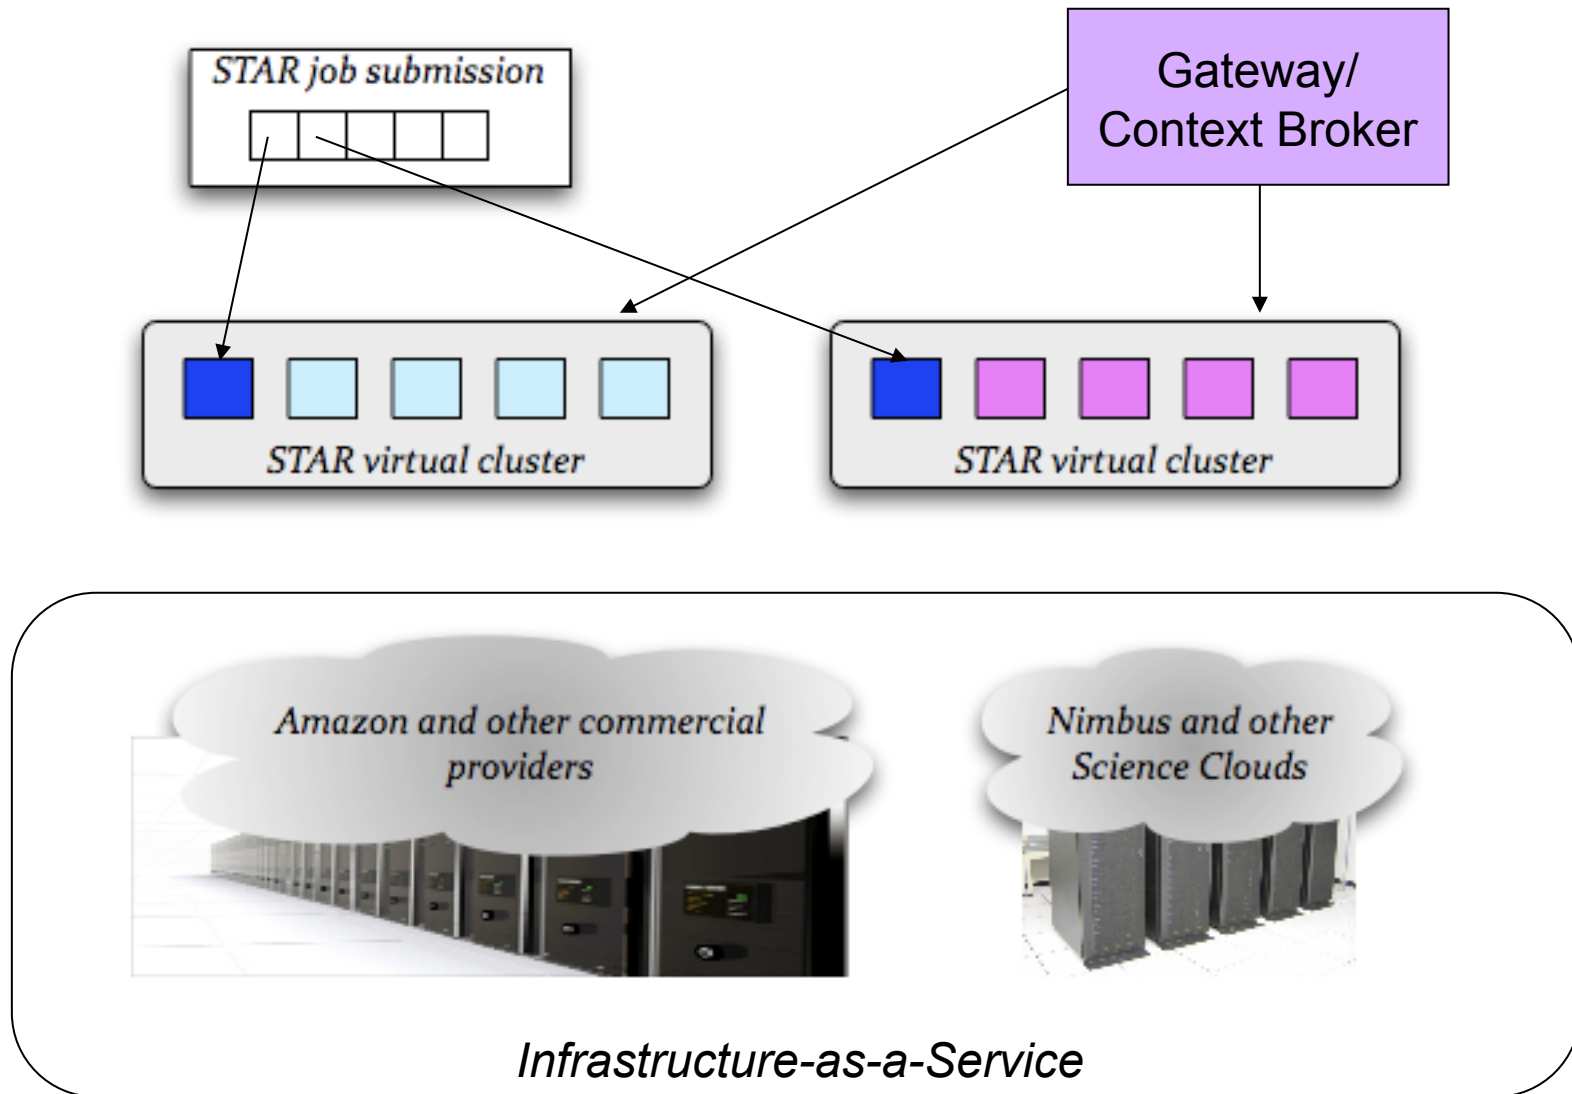 STAR job submission
Gateway/
Context Broker
STAR virtual cluster
STAR virtual cluster
Amazon and other commercial
providers
Nimbus and other
Science Clouds
Infrastructure-as-a-Service